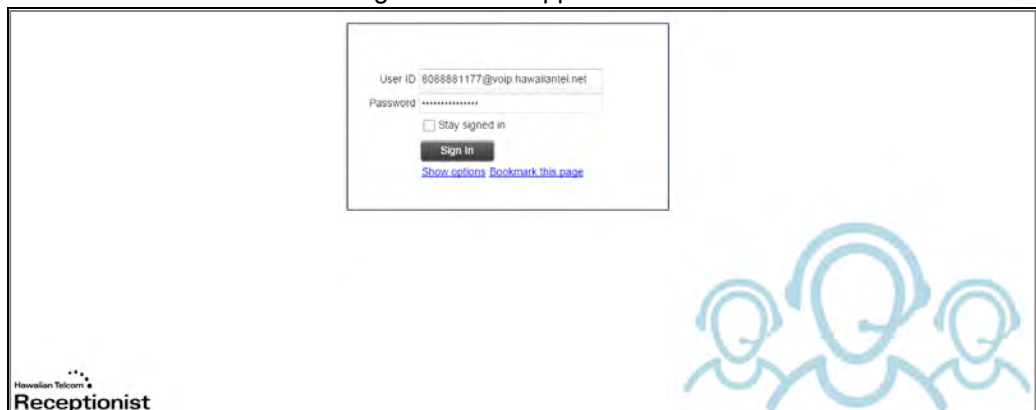 User ID 8088881177@voip.hawaiiantel.net
Password ••••••••••••••
Stay signed in
Sign In
Show options Bookmark this page
Hawaiian Telcom
Receptionist